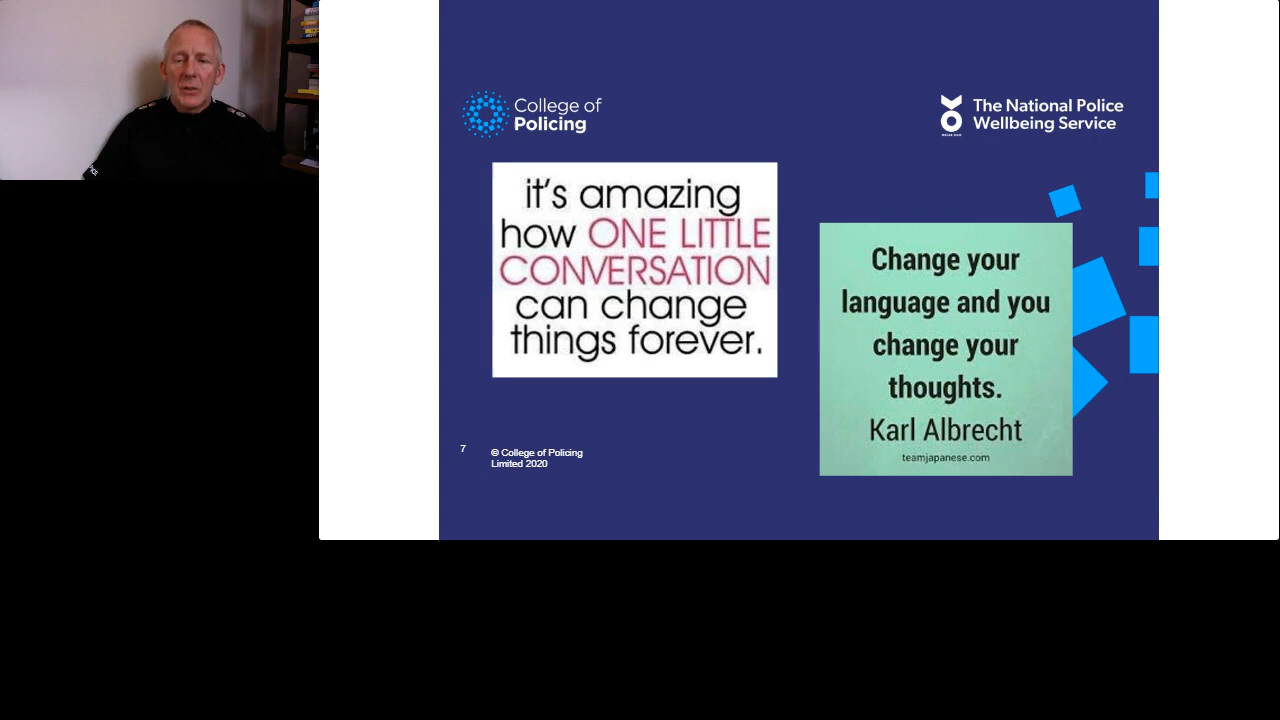 College of
Policing
The National Police
Wellbeing Service
it's amazing
how ONE LITTLE
CONVERSATION
can change
things forever.
Change your
language and you
change your
thoughts.
Karl Albrecht
teamjapanese.com
7
© College of Policing
Limited 2020